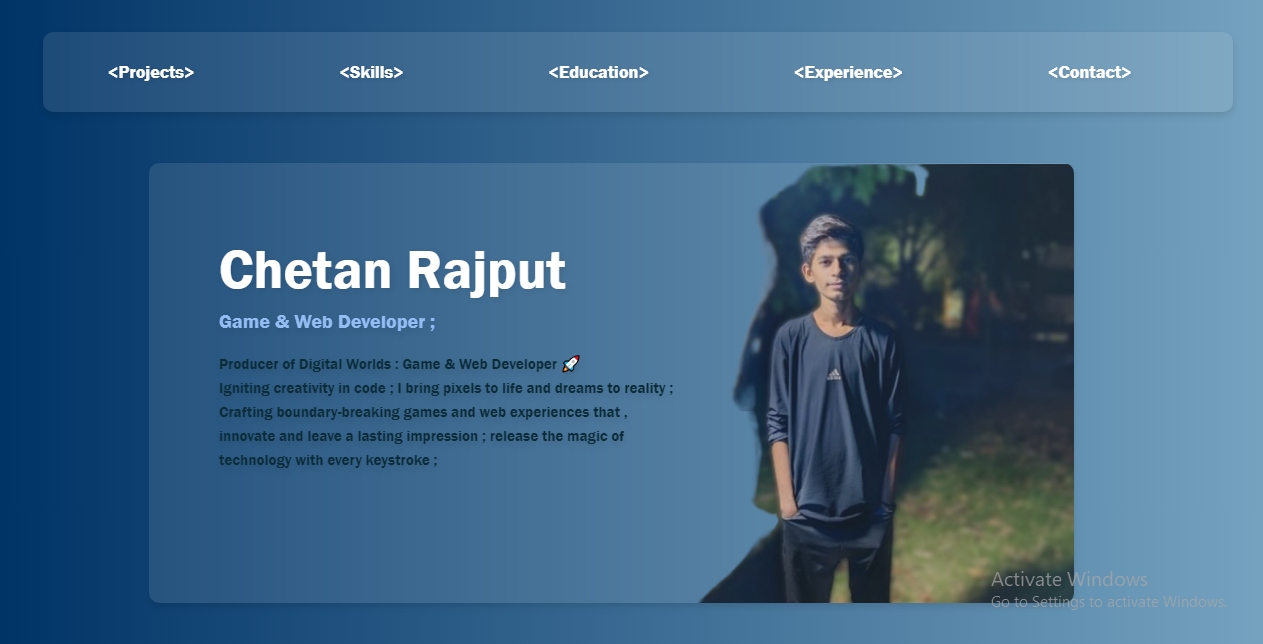 <Projects> <Skills> <Education> <Experience> <Contact>
Chetan Rajput
Game & Web Developer ;
Producer of Digital Worlds : Game & Web Developer 🚀
Igniting creativity in code ; I bring pixels to life and dreams to reality ;
Crafting boundary-breaking games and web experiences that ,
innovate and leave a lasting impression ; release the magic of
technology with every keystroke ;
Activate Windows
Go to Settings to activate Windows.